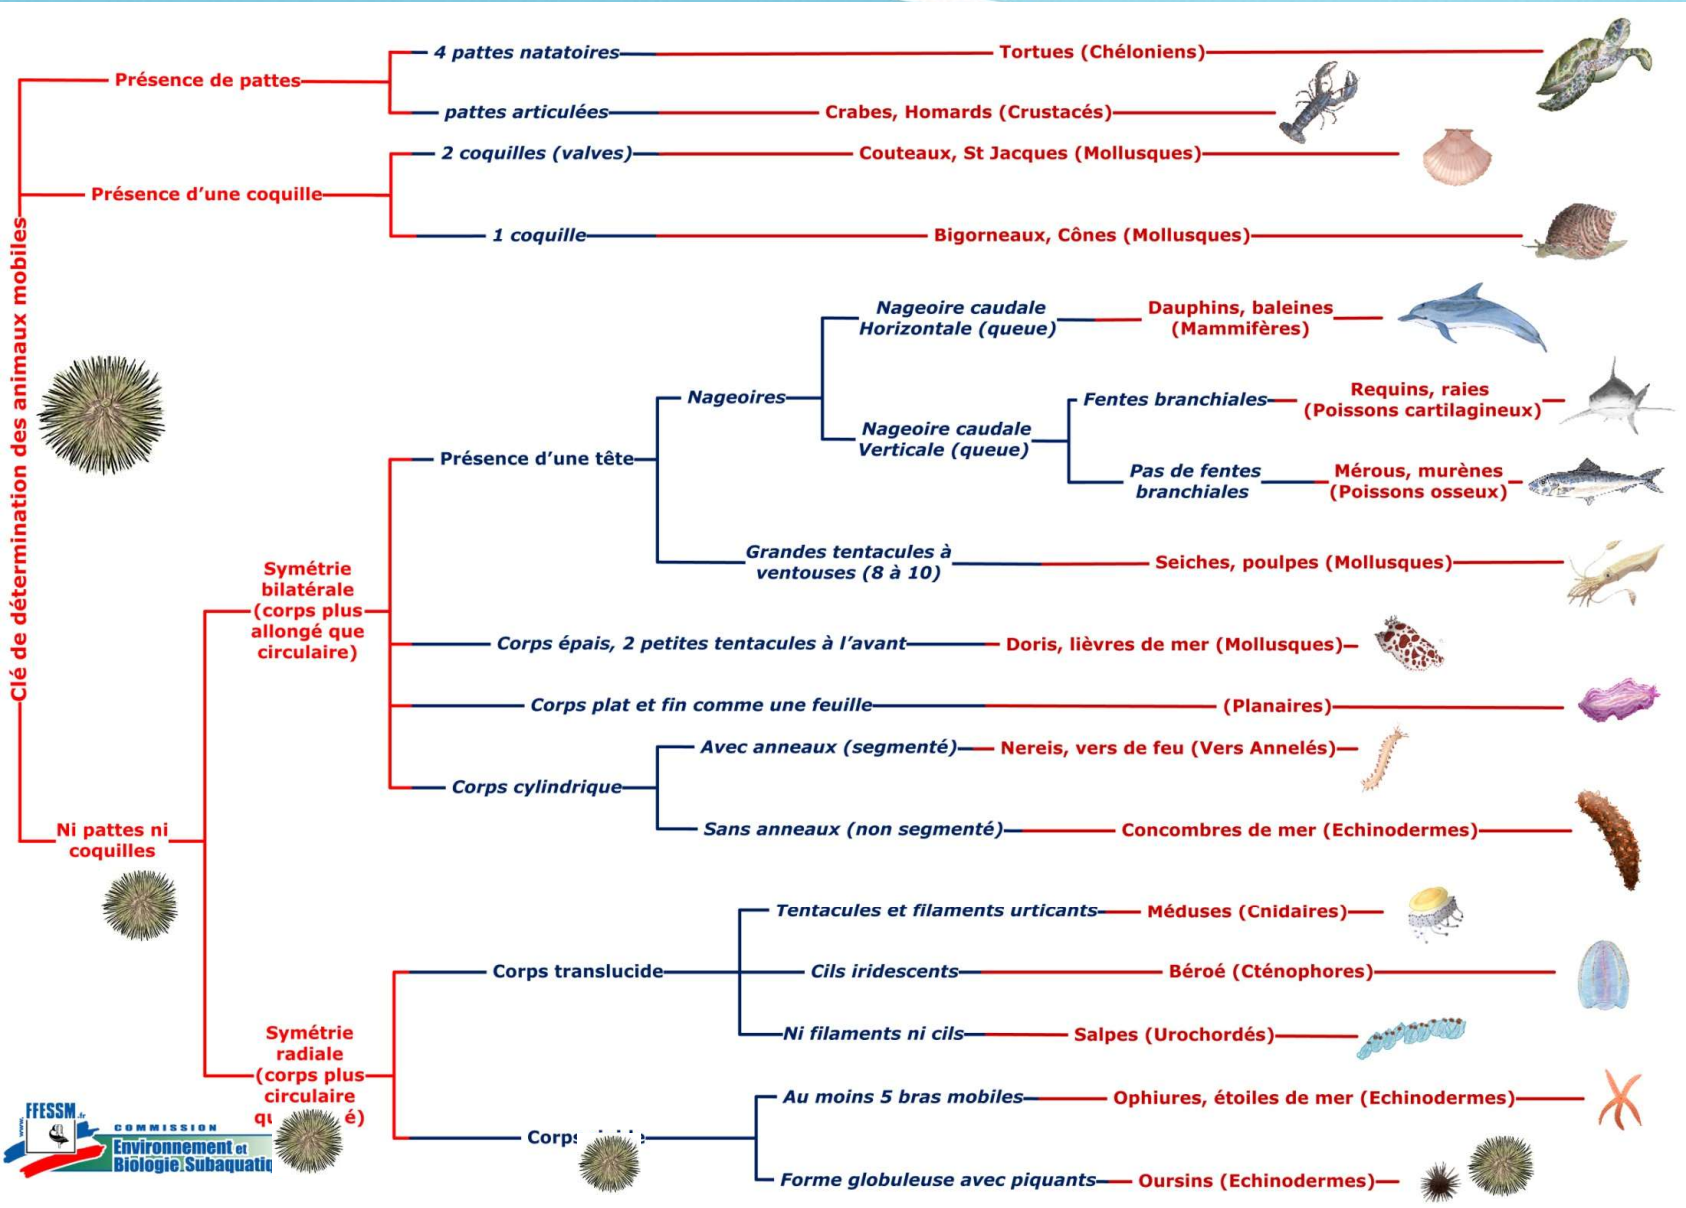 Clé de détermination des animaux mobiles
Présence de pattes
4 pattes natatoires
Tortues (Chéloniens)
pattes articulées
Crabes, Homards (Crustacés)
Présence d'une coquille
2 coquilles (valves)
Couteaux, St Jacques (Mollusques)
1 coquille
Bigorneaux, Cônes (Mollusques)
Ni pattes ni
coquilles
Symétrie
bilatérale
(corps plus
allongé que
circulaire)
Présence d'une tête
Nageoires
Nageoire caudale
Horizontale (queue)
Dauphins, baleines
(Mammifères)
Nageoire caudale
Verticale (queue)
Fentes branchiales
Requins, raies
(Poissons cartilagineux)
Pas de fentes
branchiales
Mérous, murènes
(Poissons osseux)
Grandes tentacules à
ventouses (8 à 10)
Seiches, poulpes (Mollusques)
Corps épais, 2 petites tentacules à l'avant
Doris, lièvres de mer (Mollusques)
Corps plat et fin comme une feuille
(Planaires)
Corps cylindrique
Avec anneaux (segmenté)
Nereis, vers de feu (Vers Annelés)
Sans anneaux (non segmenté)
Concombres de mer (Echinodermes)
Symétrie
radiale
(corps plus
circulaire
Corps translucide
Tentacules et filaments urticants
Méduses (Cnidaires)
Cils iridescents
Béroé (Cténophores)
Ni filaments ni cils
Salpes (Urochordés)
Au moins 5 bras mobiles
Ophiures, étoiles de mer (Echinodermes)
Forme globuleuse avec piquants
Oursins (Echinodermes)
www.
FFESSM.fr
COMMISSION
Environnement et
Biologie Subaquatiq